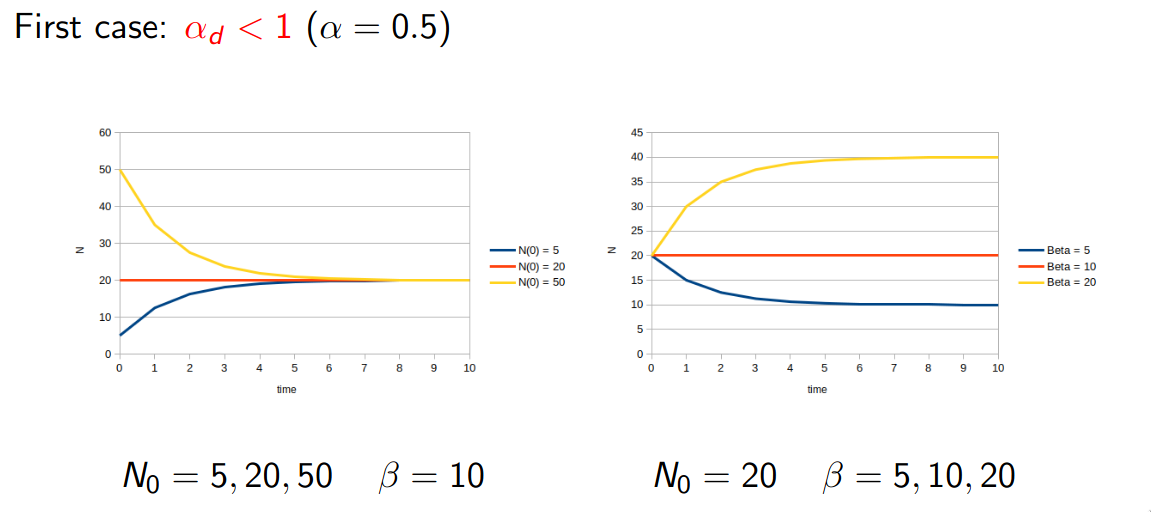 First case: α_d < 1 (α = 0.5)
60
50
40
30
20
10
0
N
0 1 2 3 4 5 6 7 8 9 10
time
N(0) = 5
N(0) = 20
N(0) = 50
45
40
35
30
25
20
15
10
5
0
N
0 1 2 3 4 5 6 7 8 9 10
time
Beta = 5
Beta = 10
Beta = 20
N₀ = 5, 20, 50 β = 10
N₀ = 20 β = 5, 10, 20